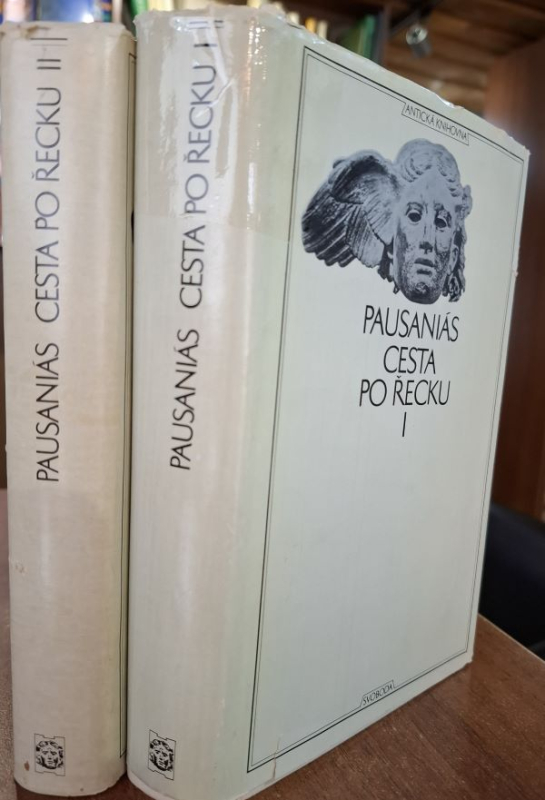 PAUSANIÁS CESTA PO ŘECKU II
PAUSANIÁS CESTA PO ŘECKU I
ANTICKÁ KNIHOVNA
PAUSANIÁS
CESTA
PO ŘECKU
I
SVOBODA